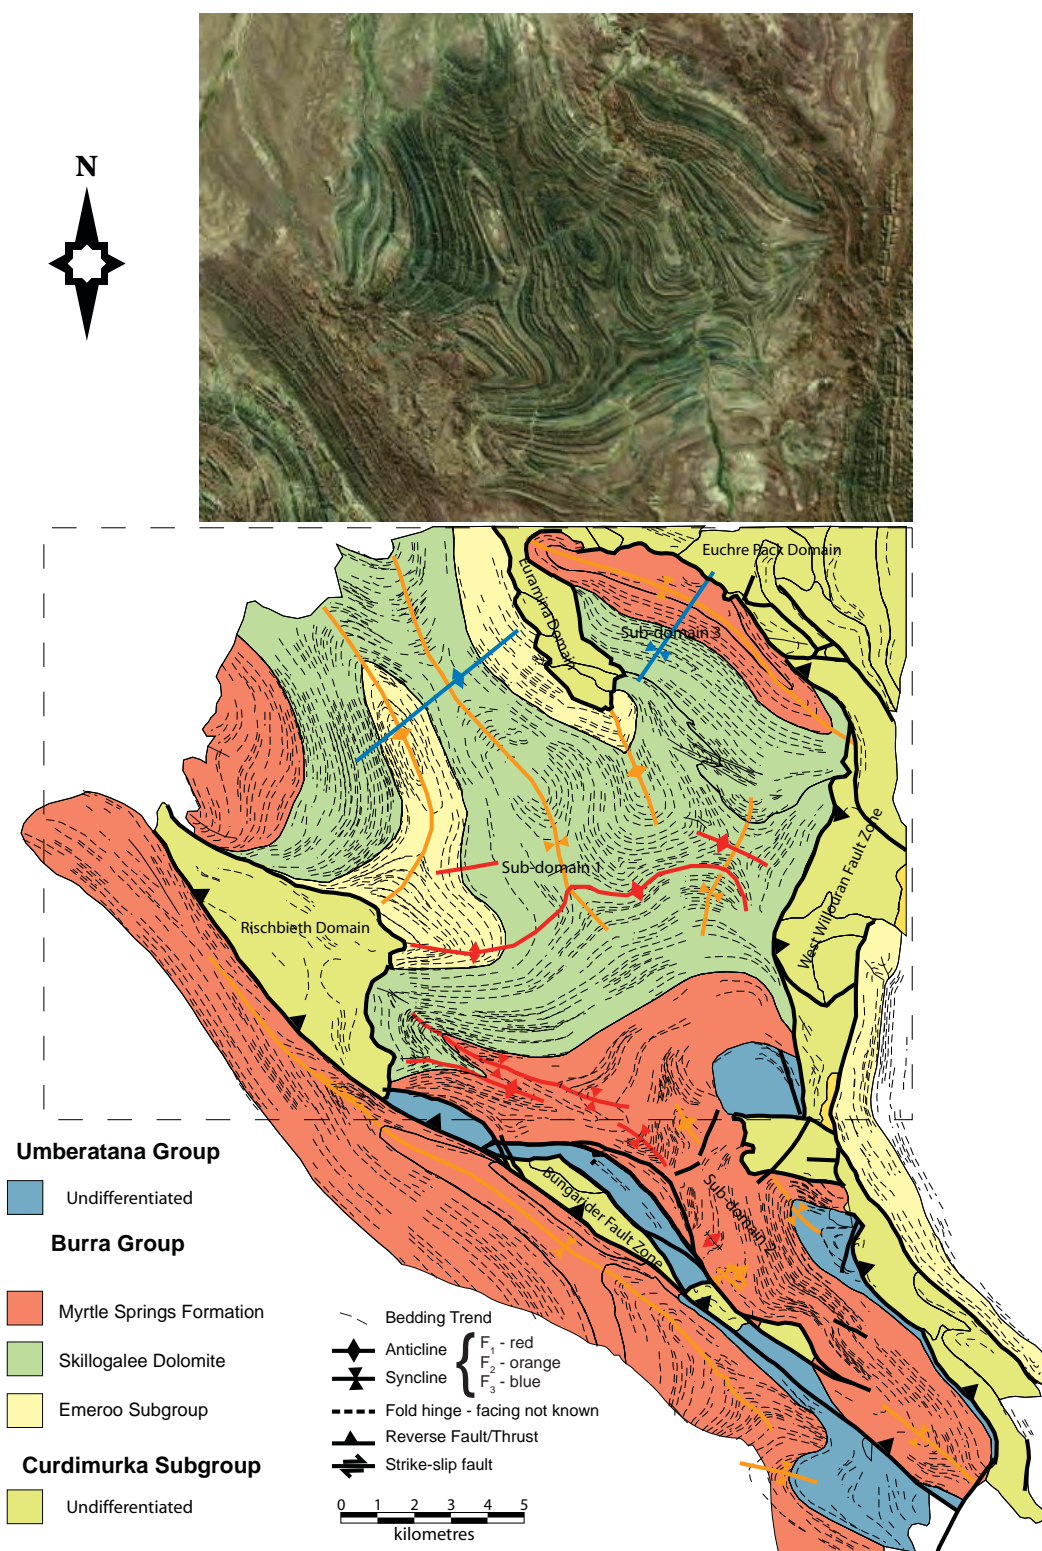 N
Euchre Pack Domain
Euramina Domain
Sub-domain 3
West Willouran Fault Zone
Sub-domain 1
Rischbieth Domain
Bungarider Fault Zone
Sub-domain 2
Umberatana Group
Undifferentiated
Burra Group
Myrtle Springs Formation
Skillogalee Dolomite
Emeroo Subgroup
Curdimurka Subgroup
Undifferentiated
Bedding Trend
Anticline
Syncline
F1 - red
F2 - orange
F3 - blue
Fold hinge - facing not known
Reverse Fault/Thrust
Strike-slip fault
0 1 2 3 4 5
kilometres